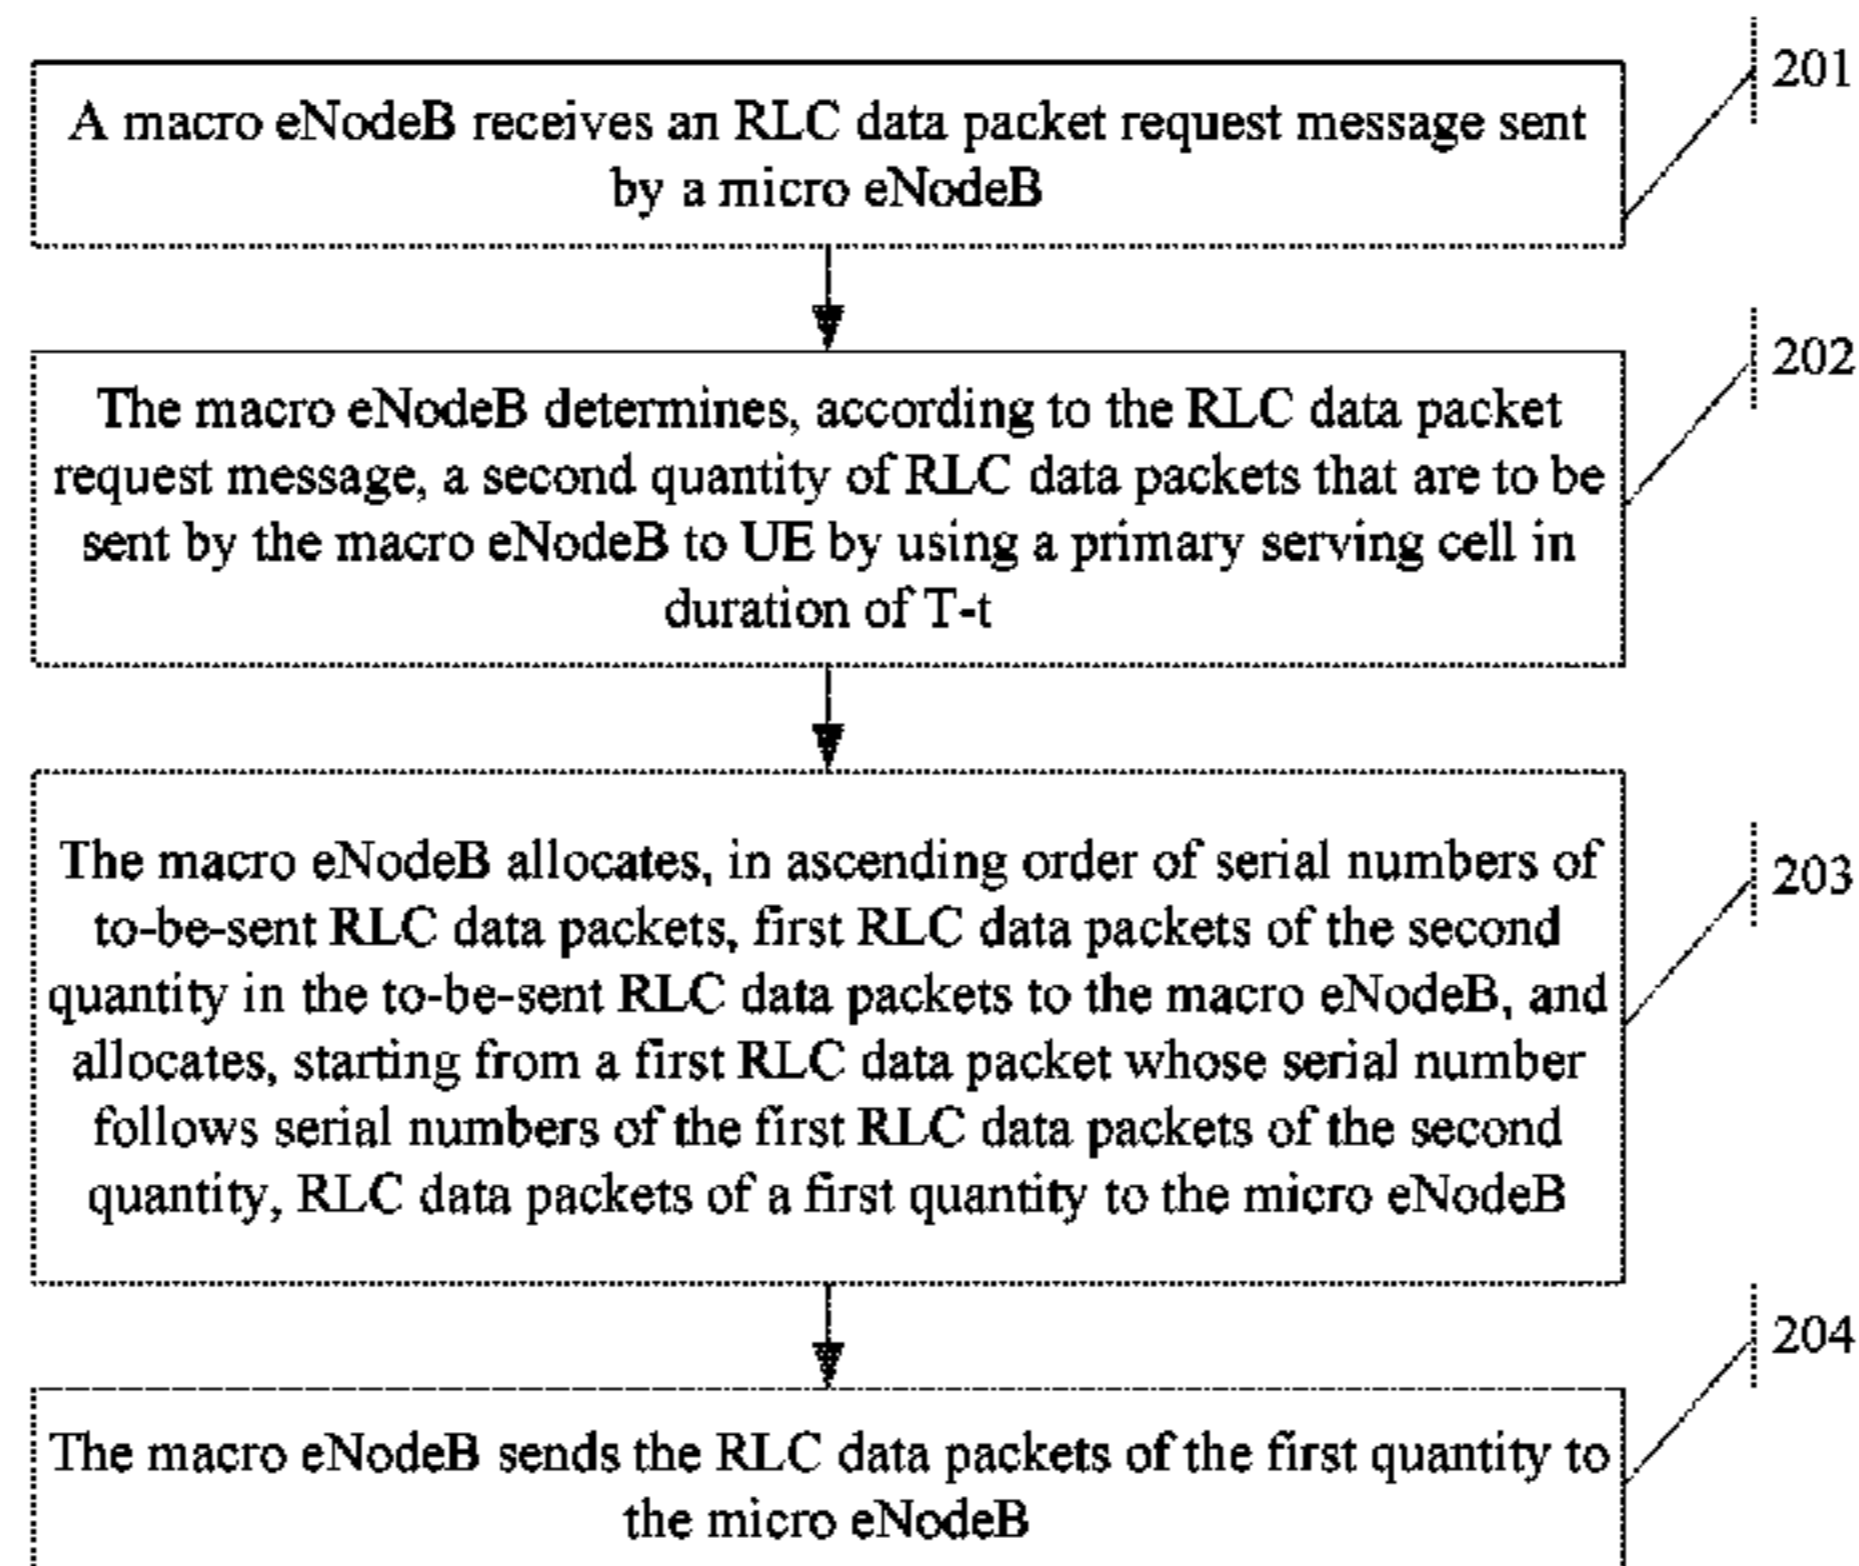 A macro eNodeB receives an RLC data packet request message sent
by a micro eNodeB
201
The macro eNodeB determines, according to the RLC data packet
request message, a second quantity of RLC data packets that are to be
sent by the macro eNodeB to UE by using a primary serving cell in
duration of T-t
202
The macro eNodeB allocates, in ascending order of serial numbers of
to-be-sent RLC data packets, first RLC data packets of the second
quantity in the to-be-sent RLC data packets to the macro eNodeB, and
allocates, starting from a first RLC data packet whose serial number
follows serial numbers of the first RLC data packets of the second
quantity, RLC data packets of a first quantity to the micro eNodeB
203
The macro eNodeB sends the RLC data packets of the first quantity to
the micro eNodeB
204